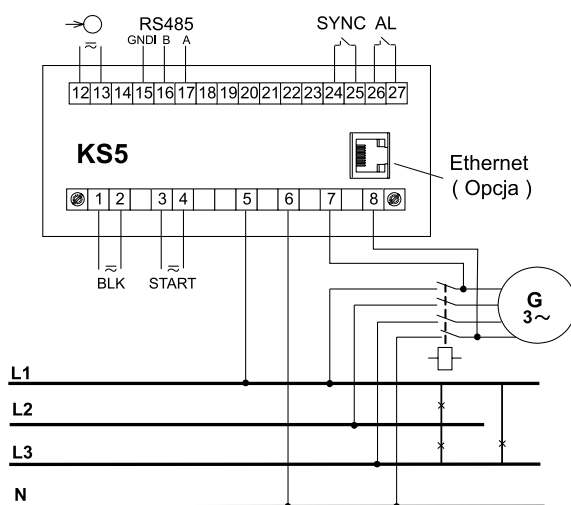 RS485
GNDI B A
SYNC AL
12 13 14 15 16 17 18 19 20 21 22 23 24 25 26 27
KS5
Ethernet
( Opcja )
1 2 3 4 5 6 7 8
BLK START
G
3~
L1
L2
L3
N